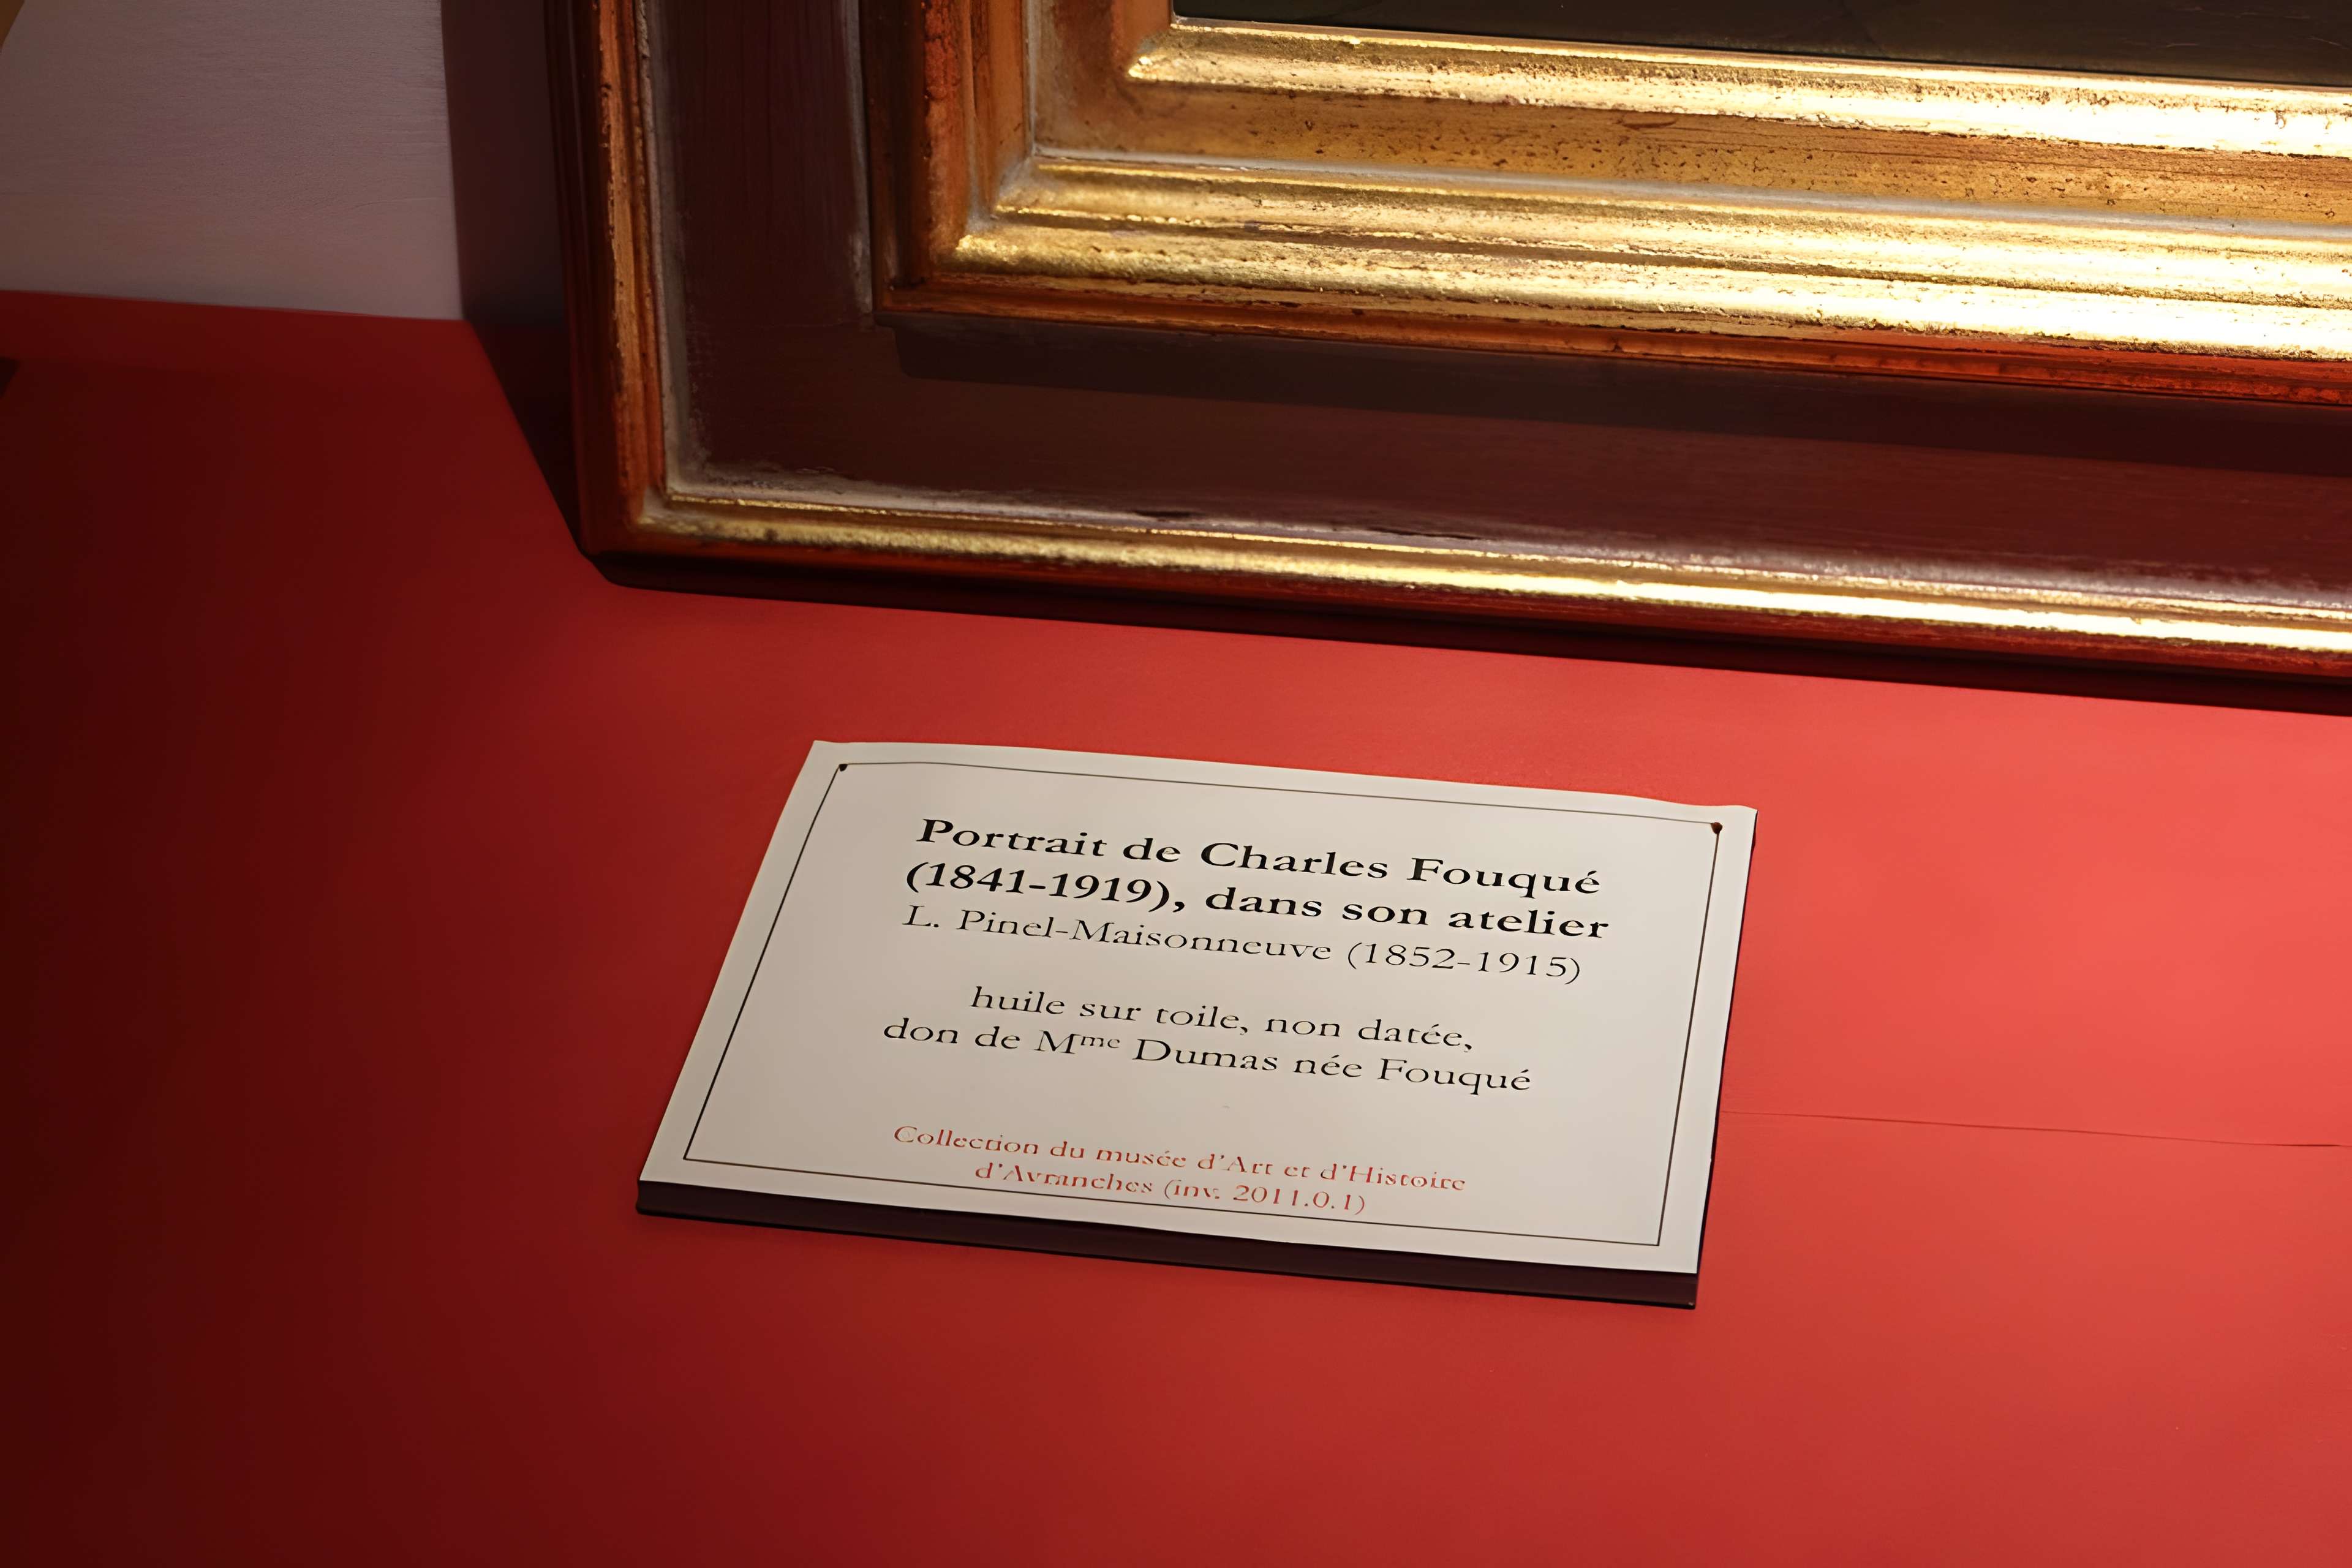 Portrait de Charles Fouqué
(1841-1919), dans son atelier
L. Pinel-Maisonneuve (1852-1915)
huile sur toile, non datée,
don de Mᵐᵉ Dumas née Fouqué
Collection du musée d'Art et d'Histoire
d'Avranches (inv. 2011.0.1)